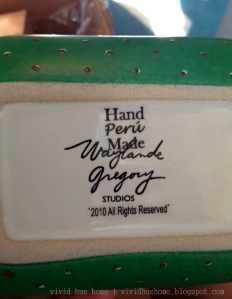 Hand
Perú
Made
Waylande
Gregory
STUDIOS
'2010 All Rights Reserved'
vivid hue home | vividhuehome.blogspot.com